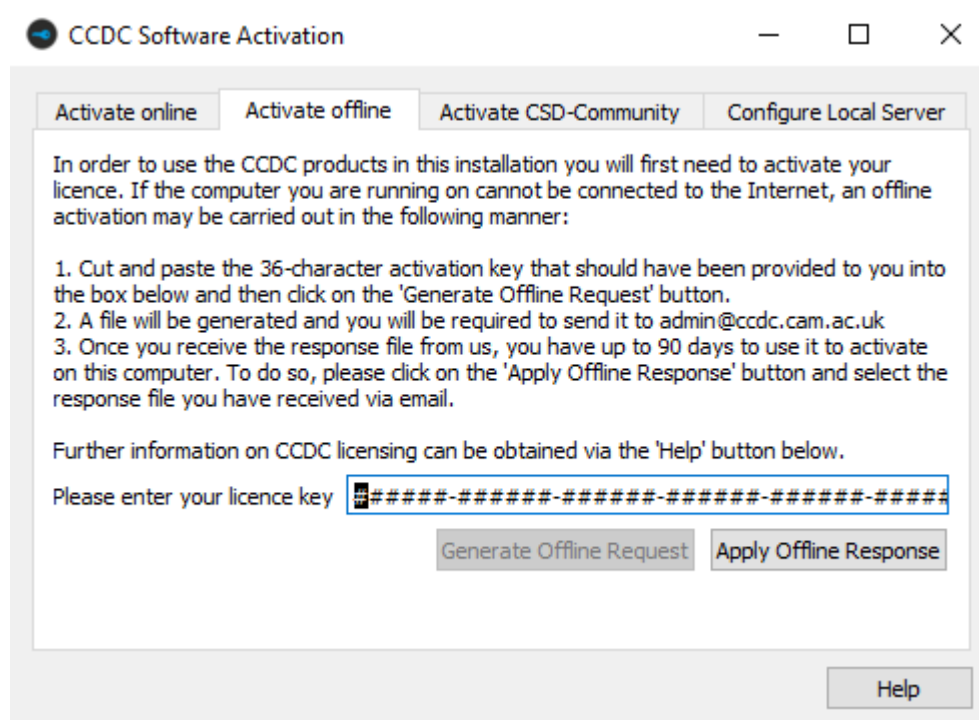 CCDC Software Activation
Activate online
Activate offline
Activate CSD-Community
Configure Local Server
In order to use the CCDC products in this installation you will first need to activate your
licence. If the computer you are running on cannot be connected to the Internet, an offline
activation may be carried out in the following manner:
1. Cut and paste the 36-character activation key that should have been provided to you into
the box below and then click on the 'Generate Offline Request' button.
2. A file will be generated and you will be required to send it to admin@ccdc.cam.ac.uk
3. Once you receive the response file from us, you have up to 90 days to use it to activate
on this computer. To do so, please click on the 'Apply Offline Response' button and select the
response file you have received via email.
Further information on CCDC licensing can be obtained via the 'Help' button below.
Please enter your licence key ######-######-######-######-######-#####
Generate Offline Request
Apply Offline Response
Help